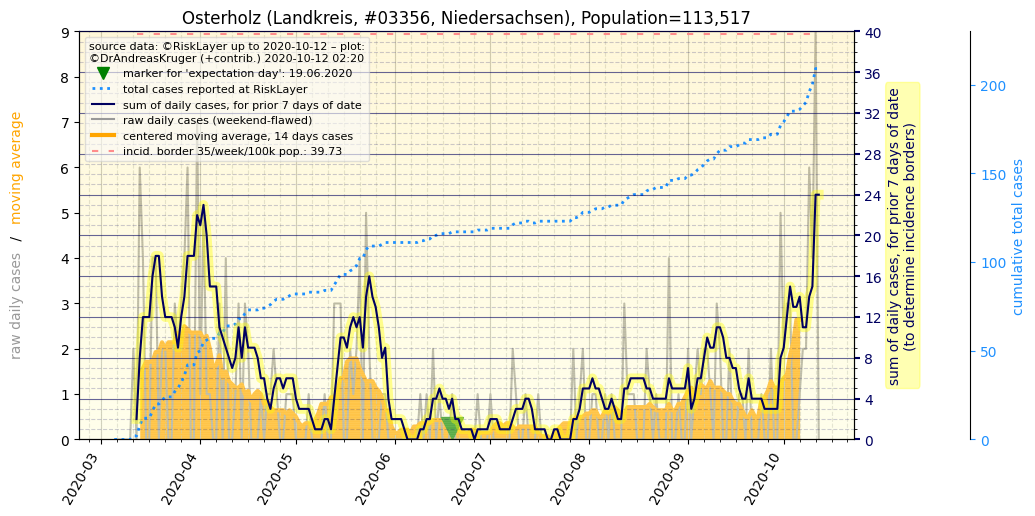 Osterholz (Landkreis, #03356, Niedersachsen), Population=113,517
source data: ©RiskLayer up to 2020-10-12 – plot:
©DrAndreasKruger (+contrib.) 2020-10-12 02:20
marker for 'expectation day': 19.06.2020
total cases reported at RiskLayer
sum of daily cases, for prior 7 days of date
raw daily cases (weekend-flawed)
centered moving average, 14 days cases
incid. border 35/week/100k pop.: 39.73
raw daily cases / moving average
9
8
7
6
5
4
3
2
1
0
40
36
32
28
24
20
16
12
8
4
0
sum of daily cases, for prior 7 days of date
(to determine incidence borders)
200
150
100
50
0
cumulative total cases
2020-03
2020-04
2020-05
2020-06
2020-07
2020-08
2020-09
2020-10